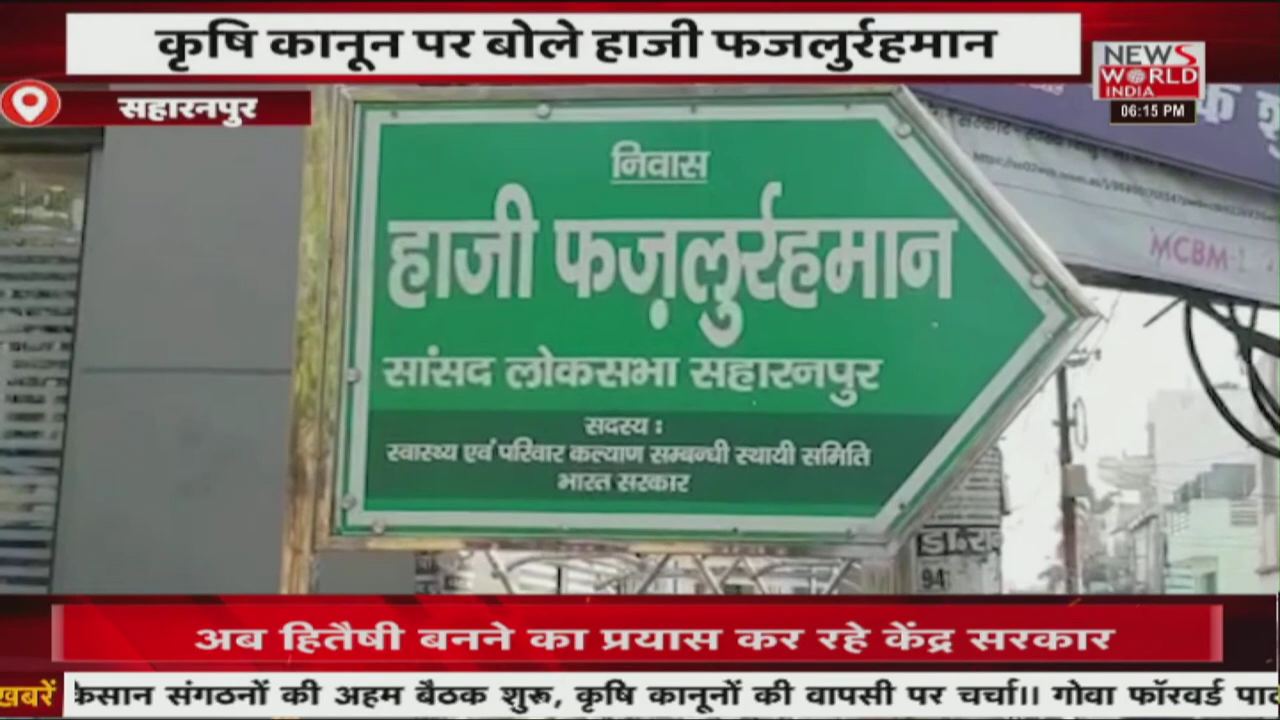 कृषि कानून पर बोले हाजी फजलुर्रहमान
NEWS
WORLD
INDIA
06:15 PM
सहारनपुर
निवास
हाजी फज़लुर्रहमान
सांसद लोकसभा सहारनपुर
सदस्य :
स्वास्थ्य एवं परिवार कल्याण सम्बन्धी स्थायी समिति
भारत सरकार
MCBM-
94
अब हितैषी बनने का प्रयास कर रहे केंद्र सरकार
खबरें
संगठनों की अहम बैठक शुरू, कृषि कानूनों की वापसी पर चर्चा।। गोवा फॉरवर्ड